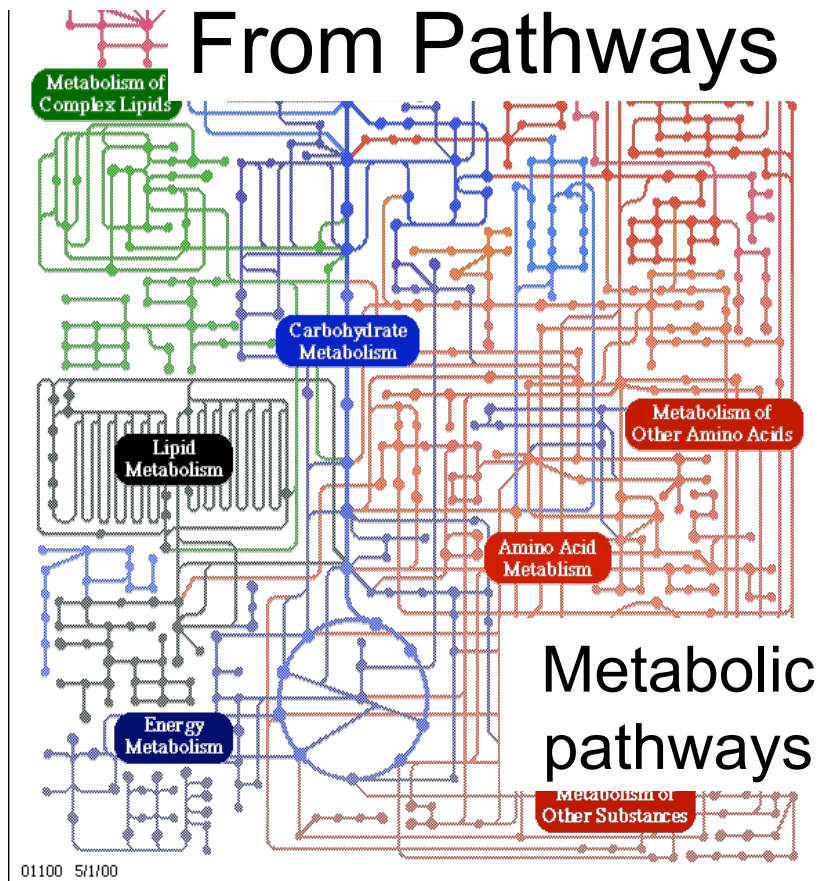 From Pathways
Metabolism of
Complex Lipids
Carbohydrate
Metabolism
Metabolism of
Other Amino Acids
Lipid
Metabolism
Amino Acid
Metablism
Metabolic
pathways
Energy
Metabolism
Metabolism of
Other Substances
01100 5/1/00